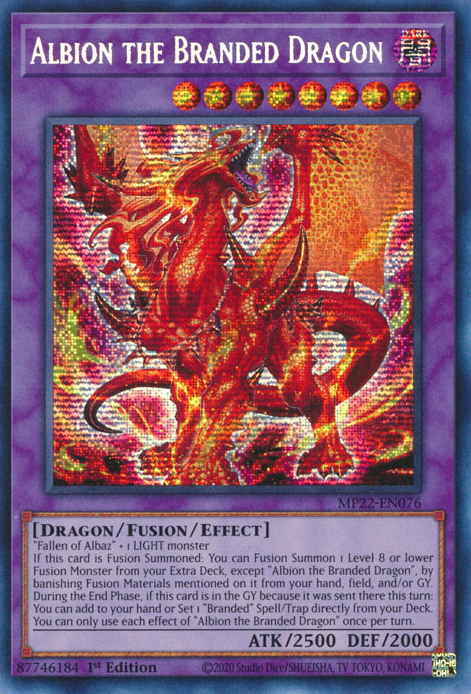 ALBION THE BRANDED DRAGON
DARK
闇
MP22-EN076
[DRAGON/FUSION/EFFECT]
"Fallen of Albaz" + 1 LIGHT monster
If this card is Fusion Summoned: You can Fusion Summon 1 Level 8 or lower
Fusion Monster from your Extra Deck, except "Albion the Branded Dragon", by
banishing Fusion Materials mentioned on it from your hand, field, and/or GY.
During the End Phase, if this card is in the GY because it was sent there this turn:
You can add to your hand or Set 1 "Branded" Spell/Trap directly from your Deck.
You can only use each effect of "Albion the Branded Dragon" once per turn.
ATK/2500 DEF/2000
87746184 1st Edition ©2020 Studio Dice/SHUEISHA, TV TOKYO, KONAMI